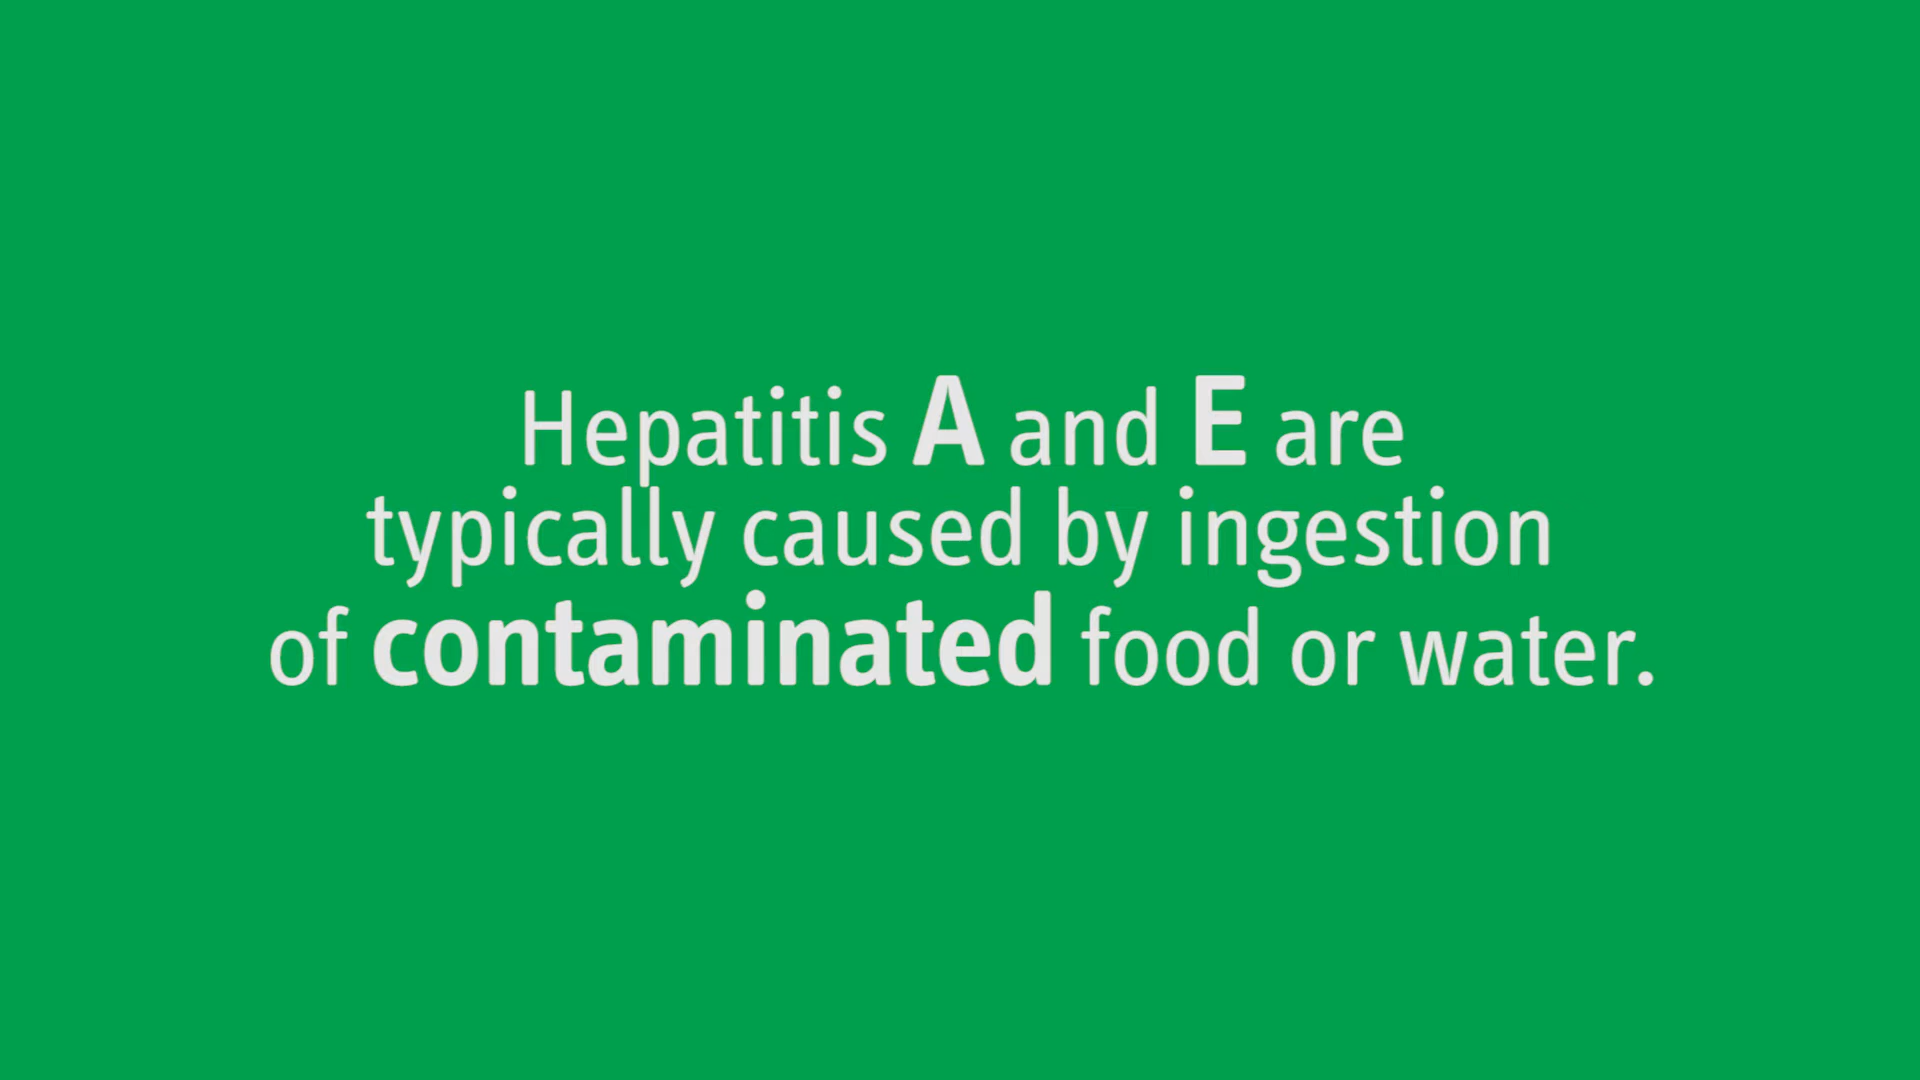 Hepatitis A and E are
typically caused by ingestion
of contaminated food or water.